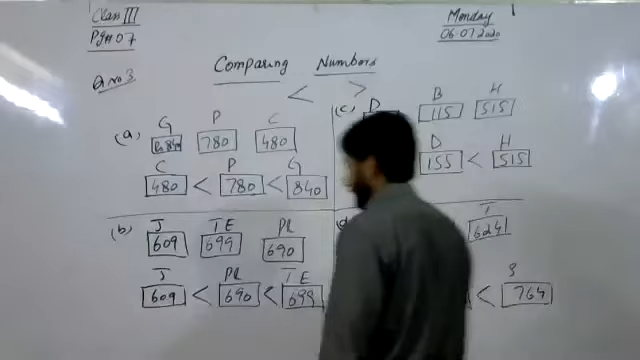 Class III
Pg# 07
Monday
06.07.2020
Q no 3
Comparing Numbers
< >
(a) G P C
840 780 480
C P G
480 < 780 < 840
(b) J TE PR
609 699 690
J PR TE
609 < 690 < 699
(c) D B H
115 515
D H
155 < 515
(d) T
624
< 764